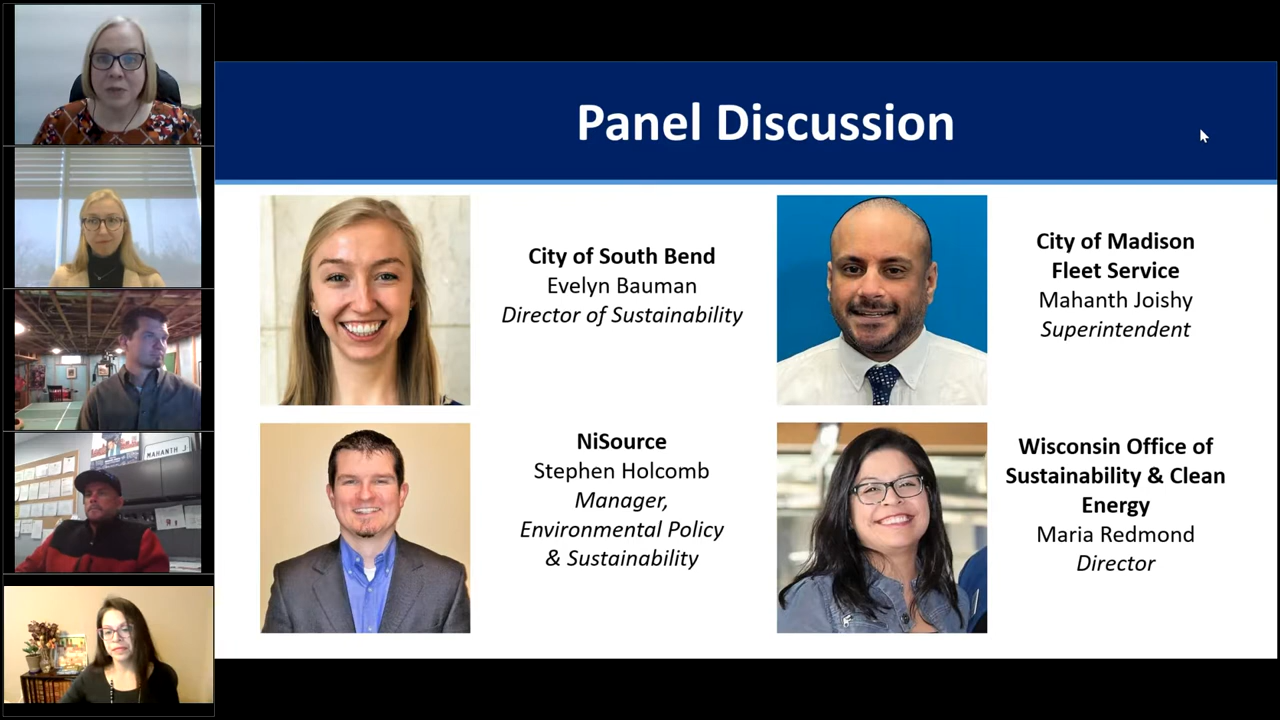 Panel Discussion
City of South Bend
Evelyn Bauman
Director of Sustainability
City of Madison
Fleet Service
Mahanth Joishy
Superintendent
NiSource
Stephen Holcomb
Manager,
Environmental Policy
& Sustainability
Wisconsin Office of
Sustainability & Clean
Energy
Maria Redmond
Director
MAHANTH J